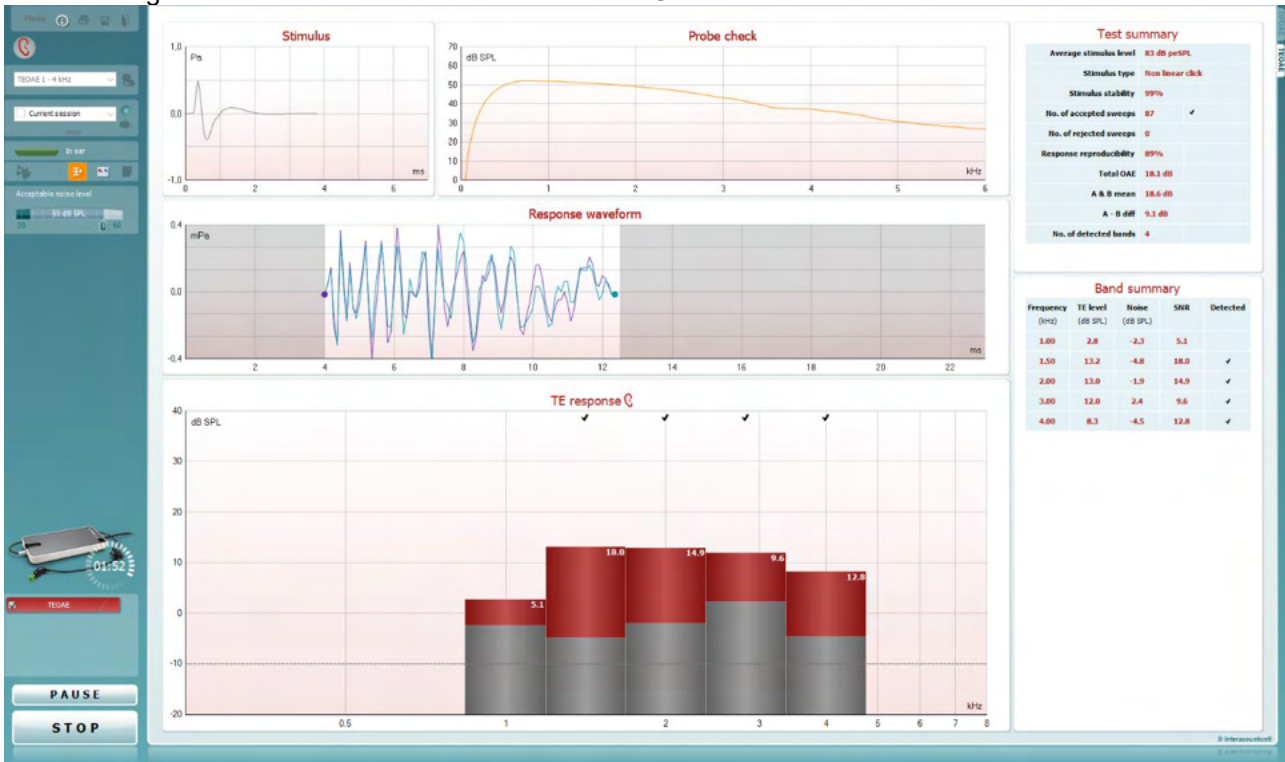 Menu
TEOAE 1 - 4 kHz
Current session
In ear
Acceptable noise level
55 dB SPL
30 60
01:52
TEOAE
PAUSE
STOP
Stimulus
1.0
Pa
0.0
-1.0
ms
0 2 4 6
Probe check
70
dB SPL
60
50
40
30
20
10
0
kHz
0 1 2 3 4 5 6
Response waveform
0.4
mPa
0.0
-0.4
ms
2 4 6 8 10 12 14 16 18 20 22
TE response
40
dB SPL
30
20
10
0
-10
-20
5.1
18.0
14.9
9.6
12.8
kHz
0.5 1 2 3 4 5 6 7 8
Test summary
Average stimulus level 83 dB peSPL
Stimulus type Non linear click
Stimulus stability 99%
No. of accepted sweeps 87
No. of rejected sweeps 0
Response reproducibility 89%
Total OAE 18.1 dB
A & B mean 18.6 dB
A - B diff 9.1 dB
No. of detected bands 4
Band summary
Frequency TE level Noise SNR Detected
(kHz) (dB SPL) (dB SPL)
1.00 2.8 -2.3 5.1
1.50 13.2 -4.8 18.0
2.00 13.0 -1.9 14.9
3.00 12.0 2.4 9.6
4.00 8.3 -4.5 12.8
TEOAE
© Interacoustics®